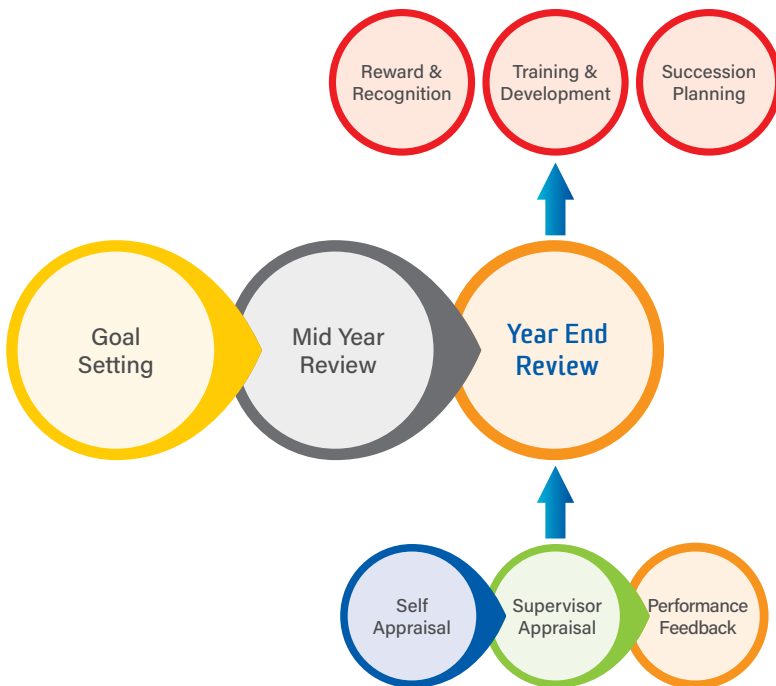 Reward &
Recognition
Training &
Development
Succession
Planning
Goal
Setting
Mid Year
Review
Year End
Review
Self
Appraisal
Supervisor
Appraisal
Performance
Feedback